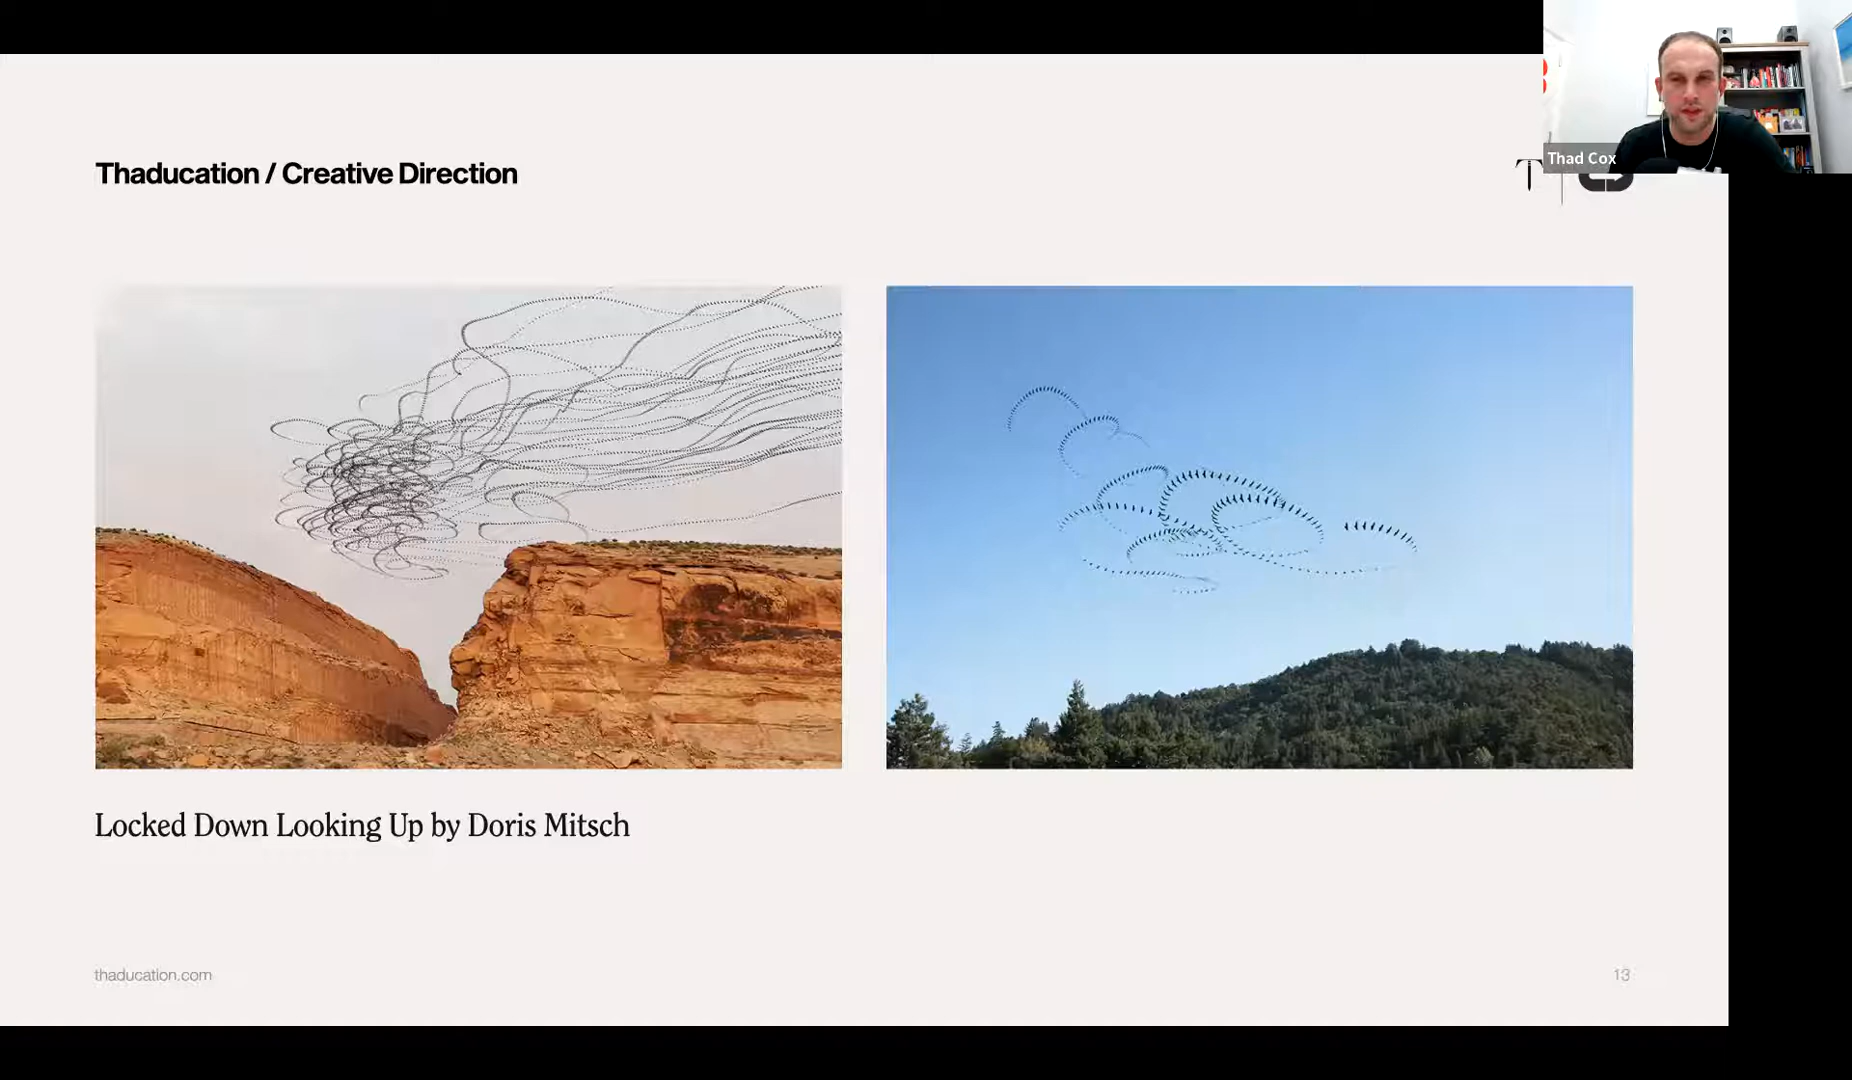 Thaducation / Creative Direction
T
Thad Cox
Locked Down Looking Up by Doris Mitsch
thaducation.com
13